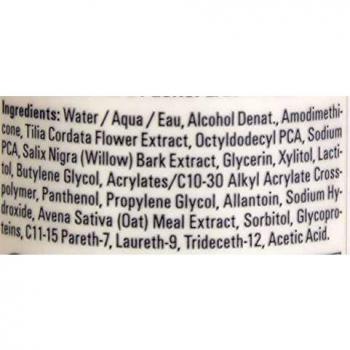 Ingredients: Water / Aqua / Eau, Alcohol Denat., Amodimethi-
cone, Tilia Cordata Flower Extract, Octyldodecyl PCA, Sodium
PCA, Salix Nigra (Willow) Bark Extract, Glycerin, Xylitol, Lacti-
tol, Butylene Glycol, Acrylates/C10-30 Alkyl Acrylate Cross-
polymer, Panthenol, Propylene Glycol, Allantoin, Sodium Hy-
droxide, Avena Sativa (Oat) Meal Extract, Sorbitol, Glycopro-
teins, C11-15 Pareth-7, Laureth-9, Trideceth-12, Acetic Acid.